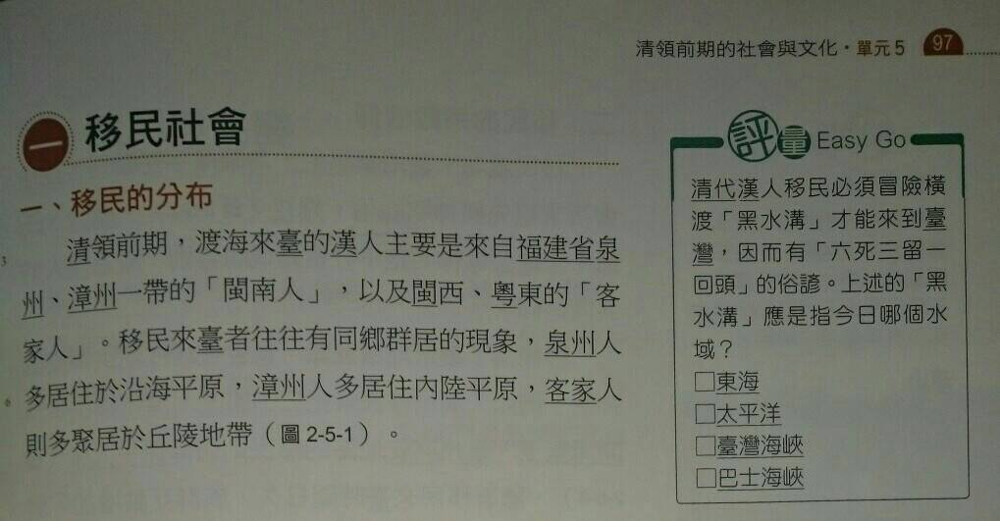 清領前期的社會與文化・單元5 97
一 移民社會
一、移民的分布
清領前期，渡海來臺的漢人主要是來自福建省泉
3
州、漳州一帶的「閩南人」，以及閩西、粵東的「客
家人」。移民來臺者往往有同鄉群居的現象，泉州人
6 多居住於沿海平原，漳州人多居住內陸平原，客家人
則多聚居於丘陵地帶（圖2-5-1）。
評量 Easy Go
清代漢人移民必須冒險橫
渡「黑水溝」才能來到臺
灣，因而有「六死三留一
回頭」的俗諺。上述的「黑
水溝」應是指今日哪個水
域？
□東海
□太平洋
□臺灣海峽
□巴士海峽